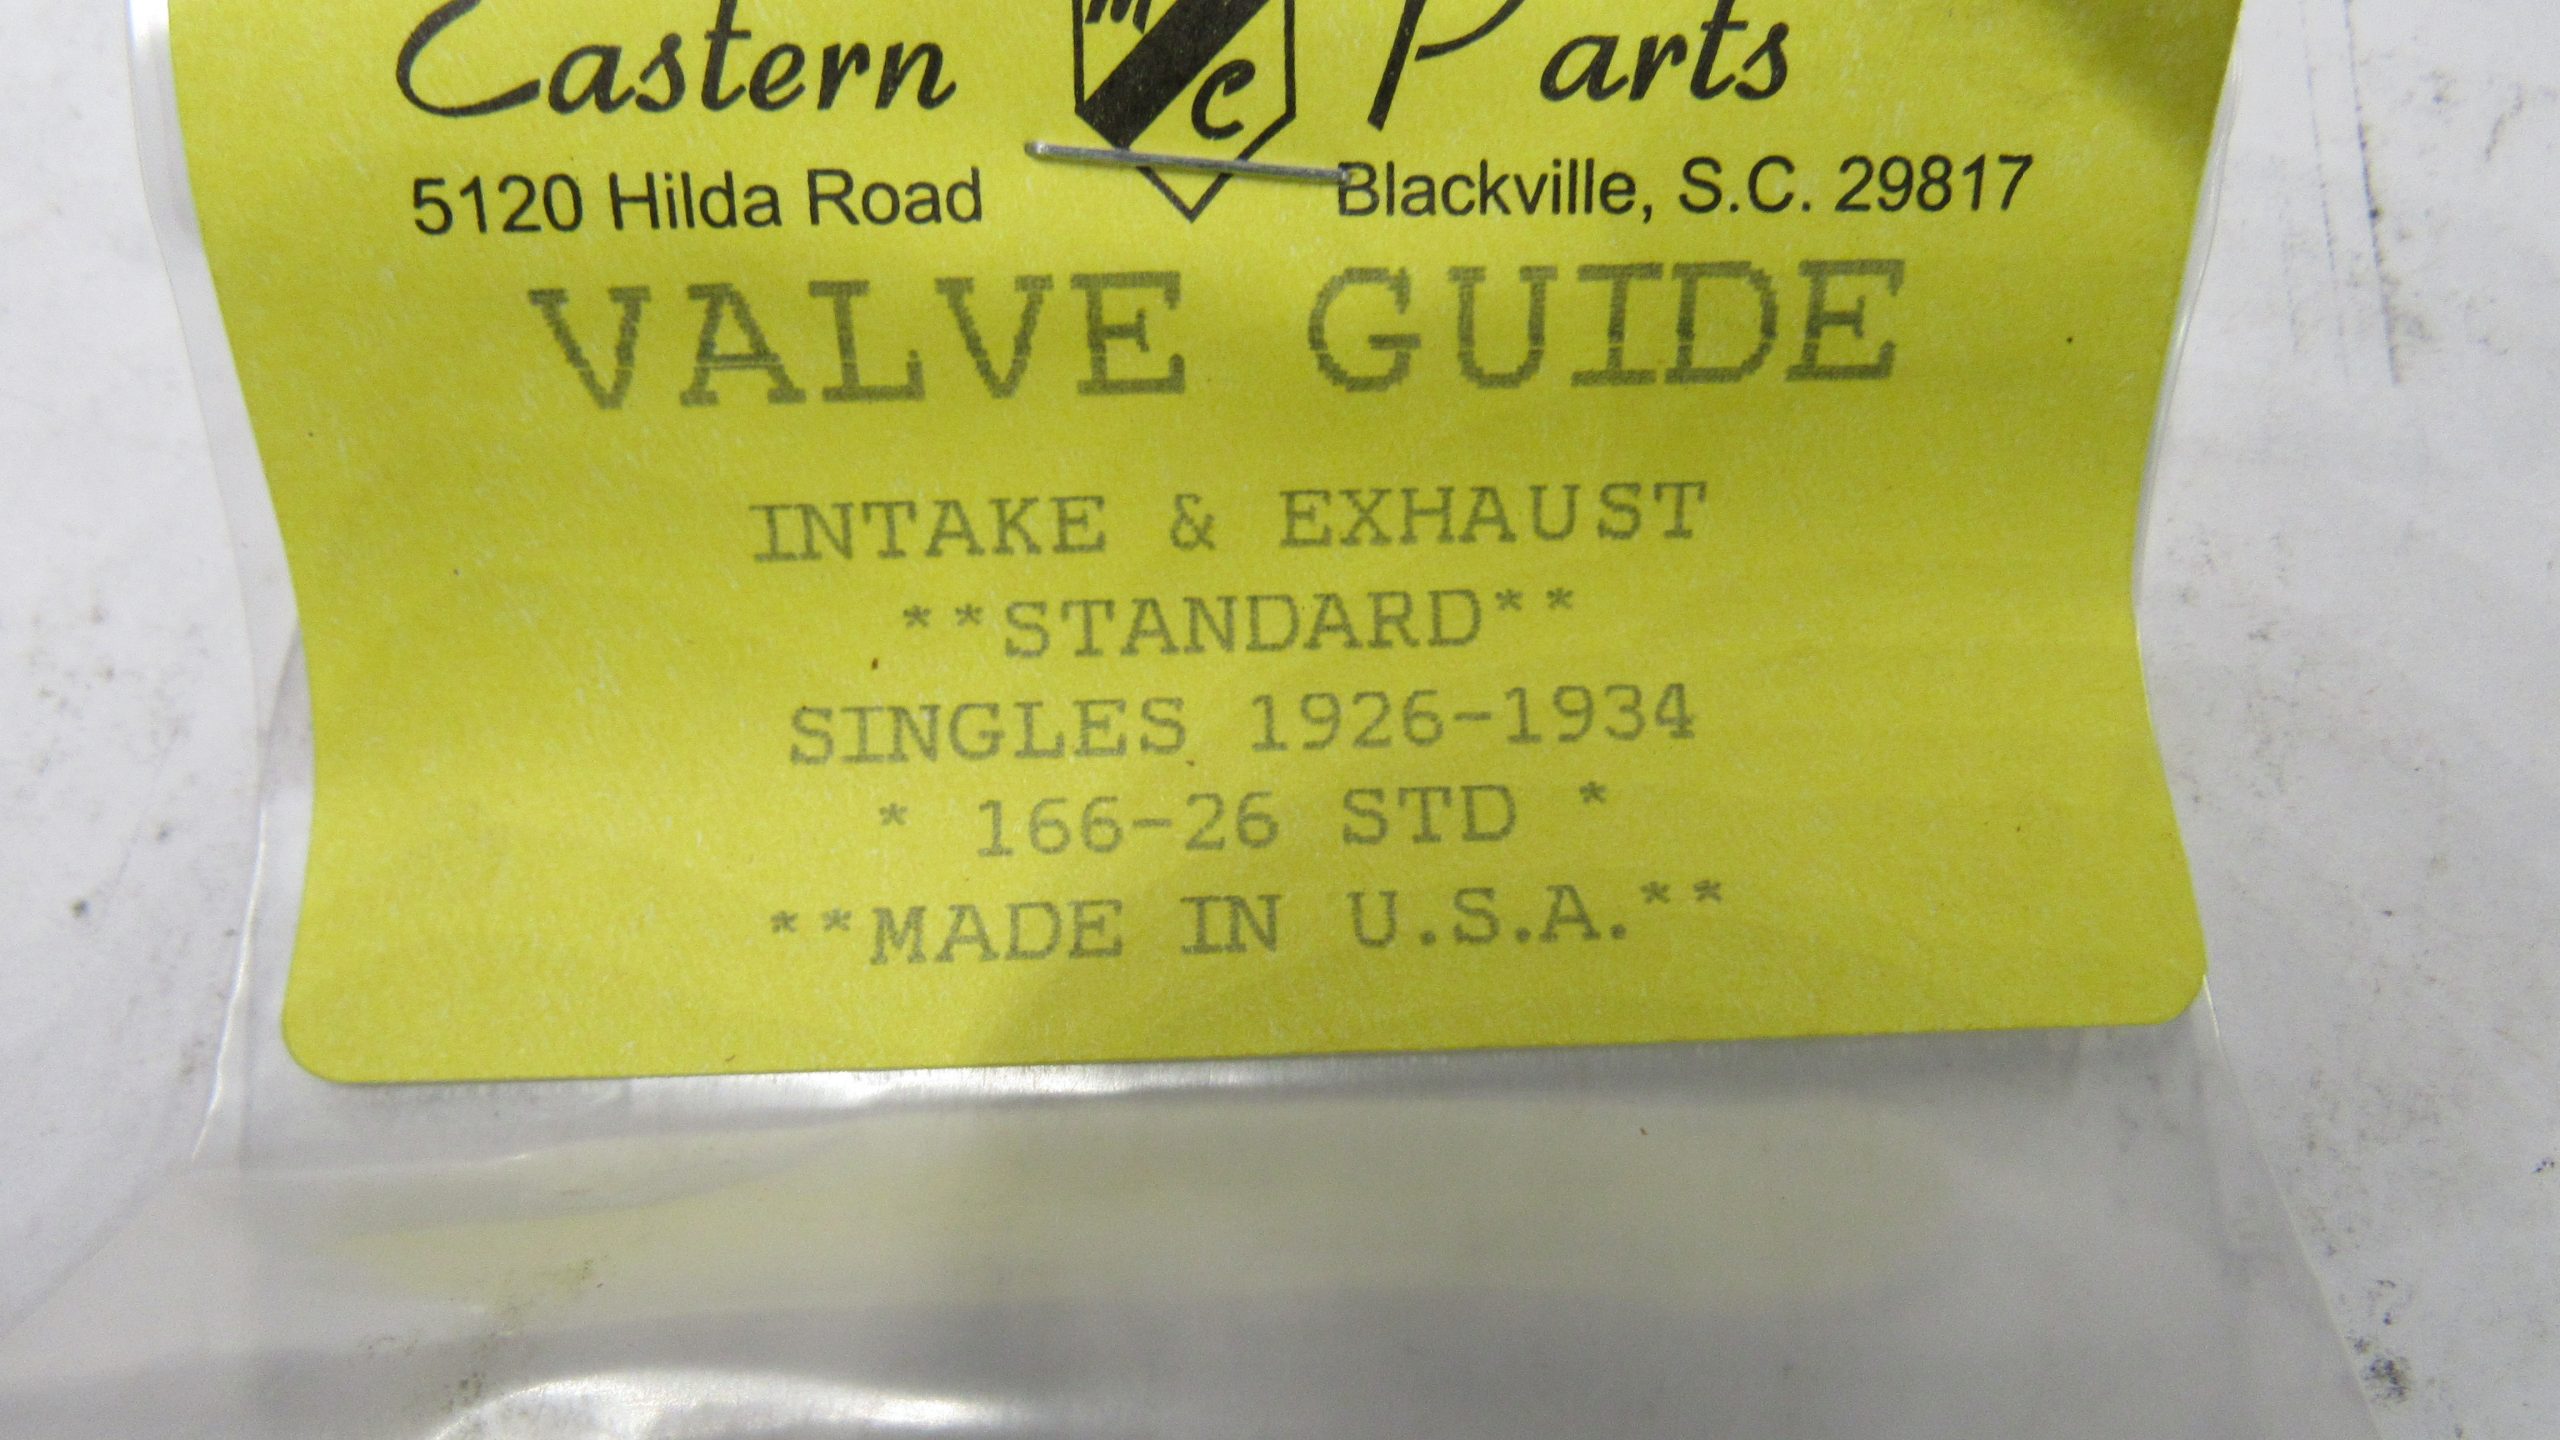 Eastern M/C Parts
5120 Hilda Road Blackville, S.C. 29817
VALVE GUIDE
INTAKE & EXHAUST
**STANDARD**
SINGLES 1926-1934
* 166-26 STD *
**MADE IN U.S.A.**